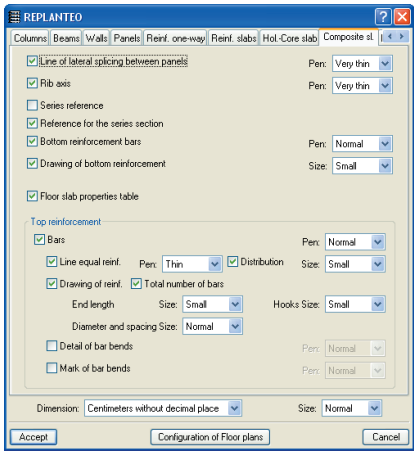 REPLANTEO
Columns Beams Walls Panels Reinf. one-way Reinf. slabs Hol.-Core slab Composite sl.
Line of lateral splicing between panels Pen: Very thin
Rib axis Pen: Very thin
Series reference
Reference for the series section
Bottom reinforcement bars Pen: Normal
Drawing of bottom reinforcement Size: Small
Floor slab properties table
Top reinforcement
Bars Pen: Normal
Line equal reinf. Pen: Thin Distribution Size: Small
Drawing of reinf. Total number of bars
End length Size: Small Hooks Size: Small
Diameter and spacing Size: Normal
Detail of bar bends Pen: Normal
Mark of bar bends Pen: Normal
Dimension: Centimeters without decimal place Size: Normal
Accept Configuration of Floor plans Cancel